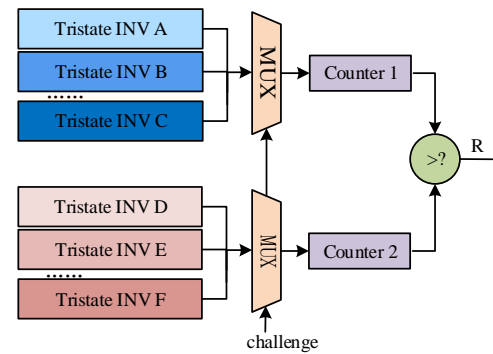 Tristate INV A
Tristate INV B
......
Tristate INV C
MUX
Counter 1
>?
R
Tristate INV D
Tristate INV E
......
Tristate INV F
MUX
Counter 2
challenge